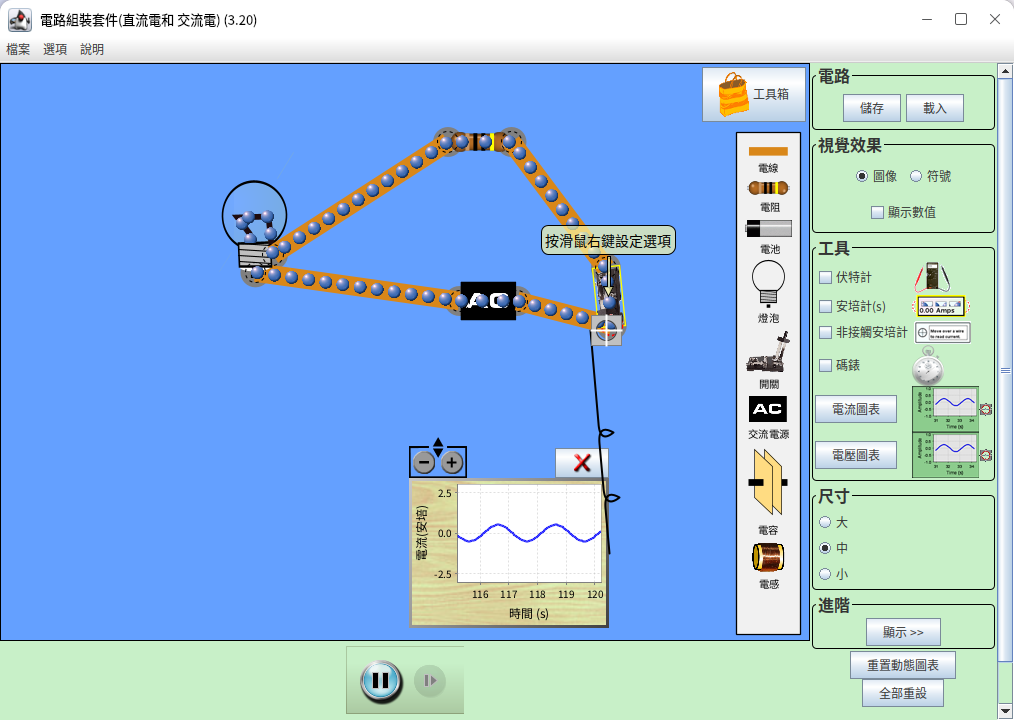 電路組裝套件(直流電和 交流電) (3.20)
檔案 選項 說明
工具箱
電線
電阻
電池
燈泡
開關
AC
交流電源
電容
電感
按滑鼠右鍵設定選項
AC
2.5
0.0
-2.5
電流(安培)
116 117 118 119 120
時間 (s)
電路
儲存 載入
視覺效果
圖像 符號
顯示數值
工具
伏特計
安培計(s)
0.00 Amps
非接觸安培計
Move over a wire
to read current.
碼錶
電流圖表
Amplitude
Time (s)
電壓圖表
Amplitude
Time (s)
尺寸
大
中
小
進階
顯示 >>
重置動態圖表
全部重設